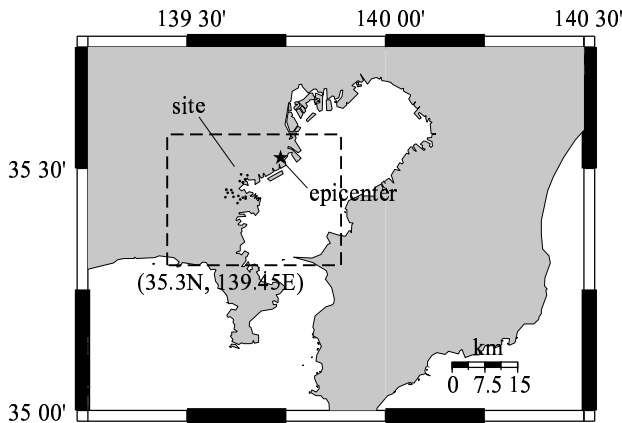 139 30' 140 00' 140 30'
site
35 30'
epicenter
(35.3N, 139.45E)
km
0 7.5 15
35 00'